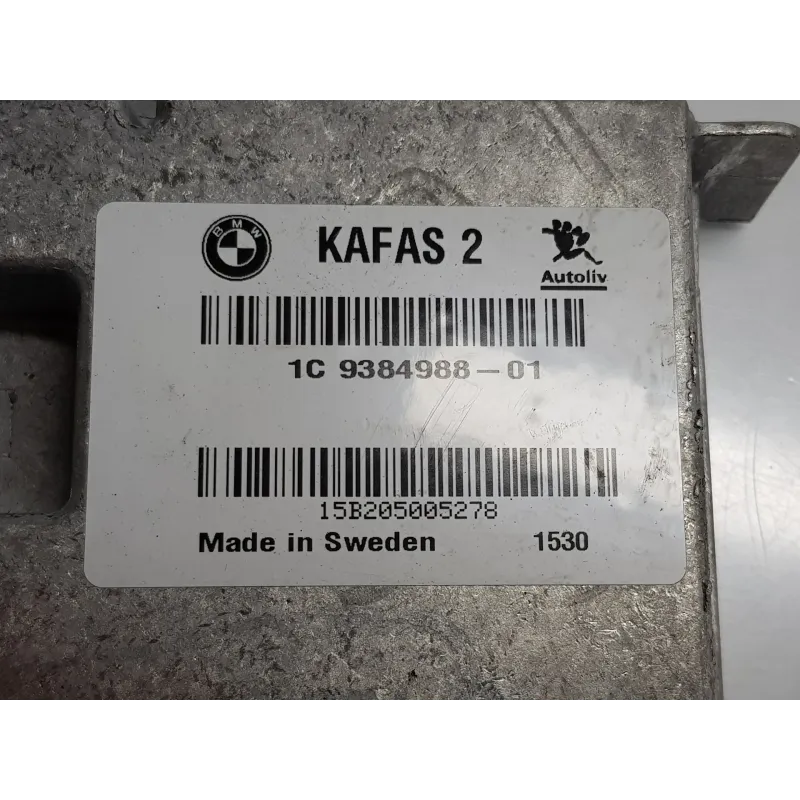 BMW
KAFAS 2
Autoliv
1C 9384988-01
15B205005278
Made in Sweden 1530